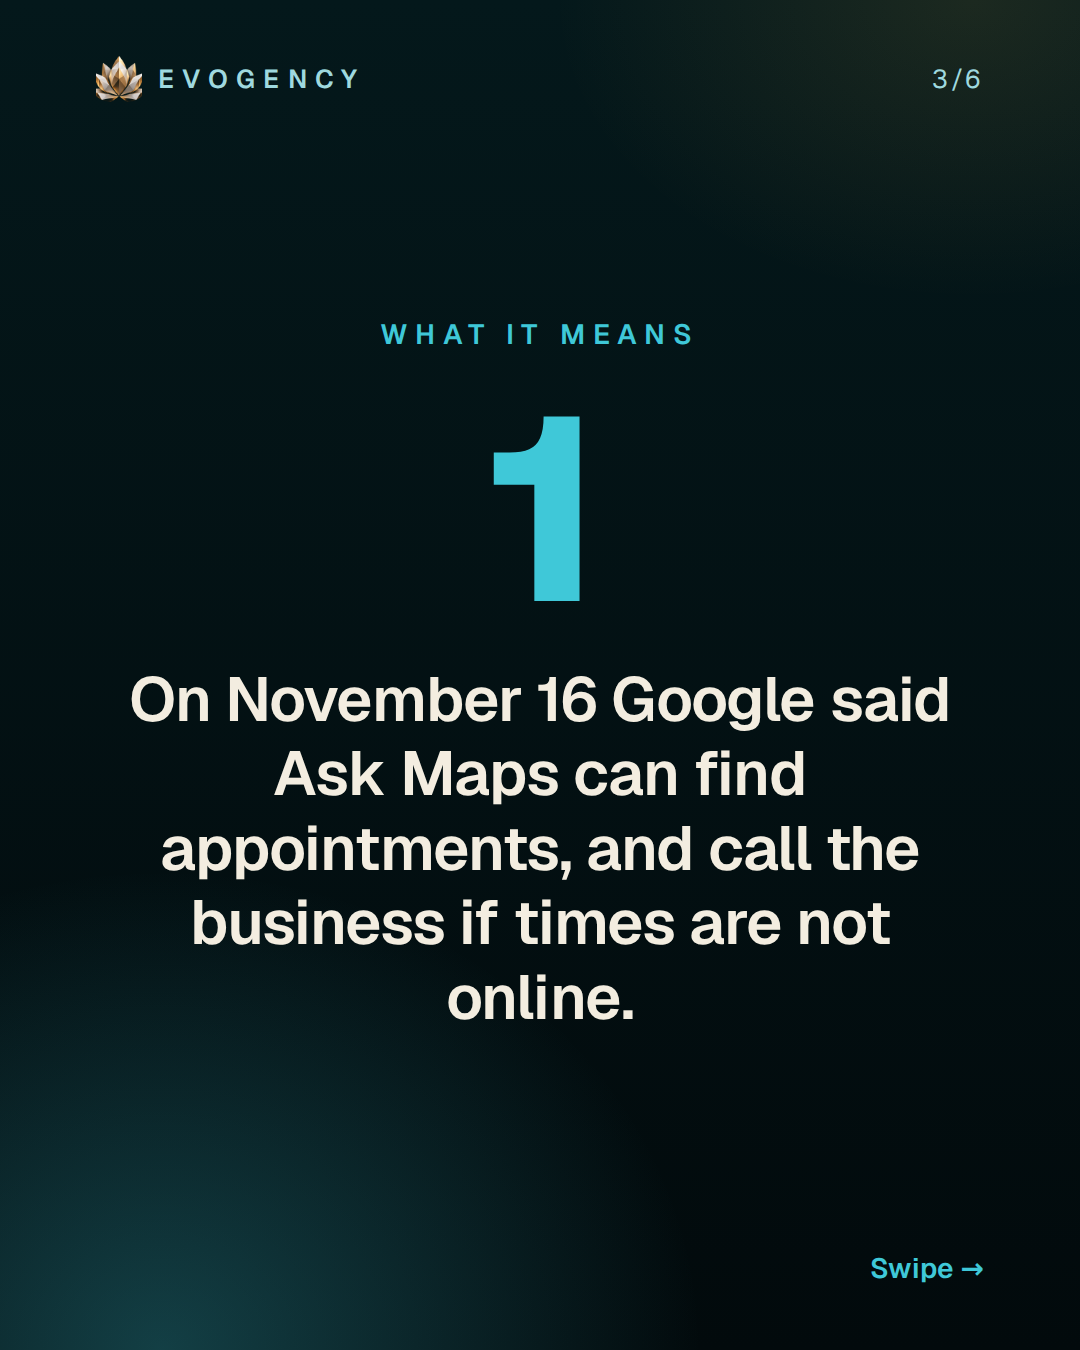 EVOGENCY
3/6
WHAT IT MEANS
1
On November 16 Google said
Ask Maps can find
appointments, and call the
business if times are not
online.
Swipe →